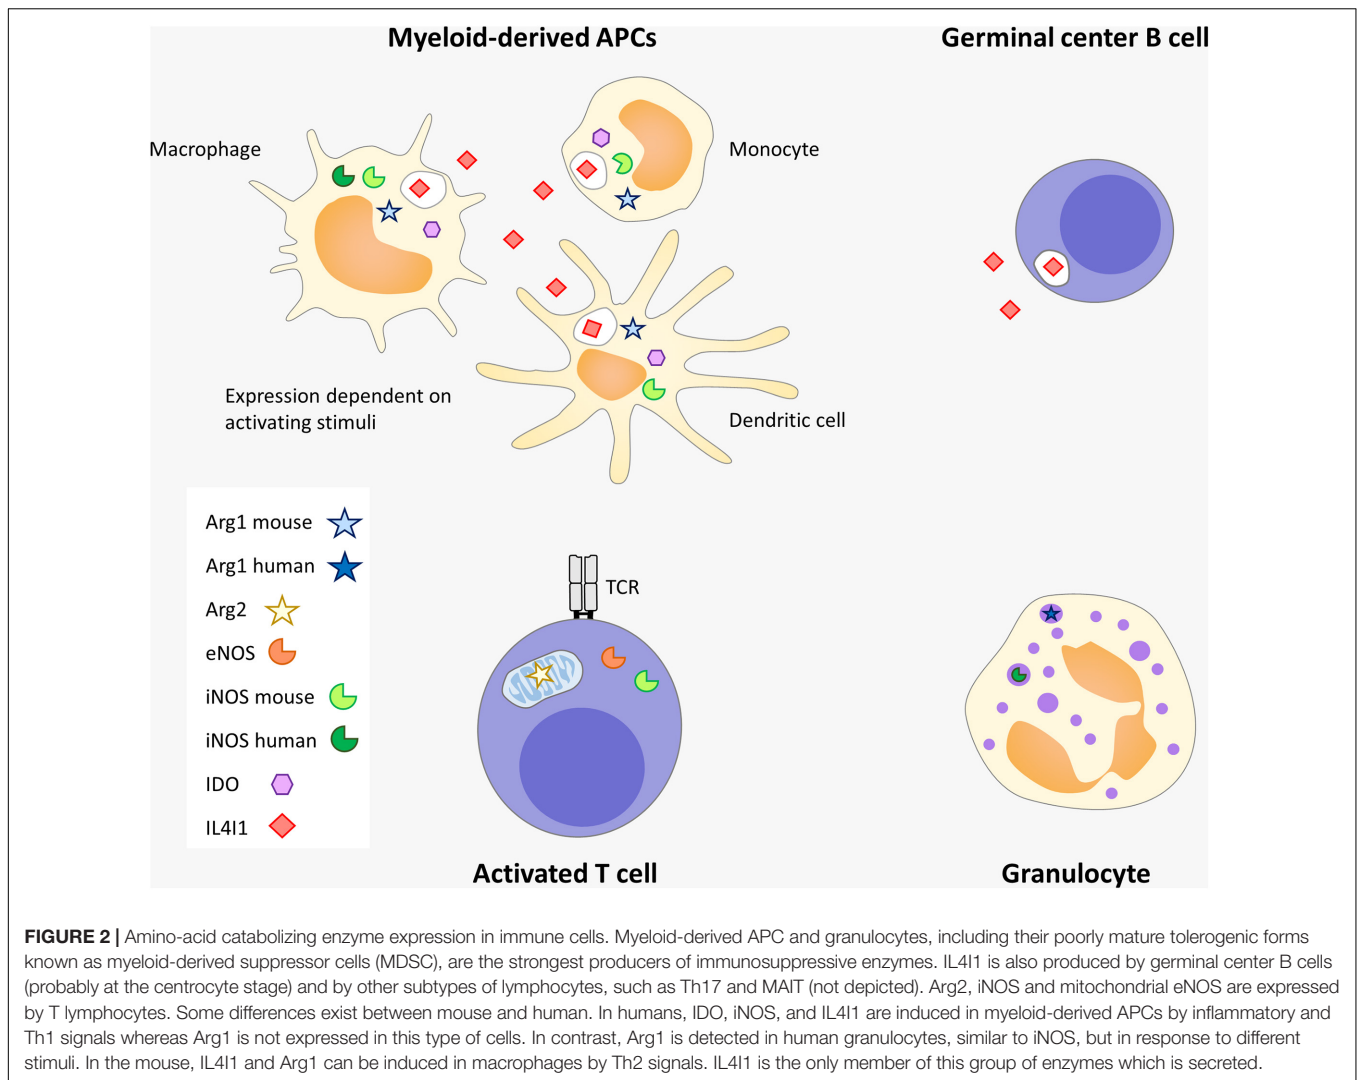 Myeloid-derived APCs
Germinal center B cell
Macrophage
Monocyte
Expression dependent on
activating stimuli
Dendritic cell
Arg1 mouse
Arg1 human
Arg2
eNOS
iNOS mouse
iNOS human
IDO
IL4I1
TCR
Activated T cell
Granulocyte
FIGURE 2 | Amino-acid catabolizing enzyme expression in immune cells. Myeloid-derived APC and granulocytes, including their poorly mature tolerogenic forms
known as myeloid-derived suppressor cells (MDSC), are the strongest producers of immunosuppressive enzymes. IL4I1 is also produced by germinal center B cells
(probably at the centrocyte stage) and by other subtypes of lymphocytes, such as Th17 and MAIT (not depicted). Arg2, iNOS and mitochondrial eNOS are expressed
by T lymphocytes. Some differences exist between mouse and human. In humans, IDO, iNOS, and IL4I1 are induced in myeloid-derived APCs by inflammatory and
Th1 signals whereas Arg1 is not expressed in this type of cells. In contrast, Arg1 is detected in human granulocytes, similar to iNOS, but in response to different
stimuli. In the mouse, IL4I1 and Arg1 can be induced in macrophages by Th2 signals. IL4I1 is the only member of this group of enzymes which is secreted.